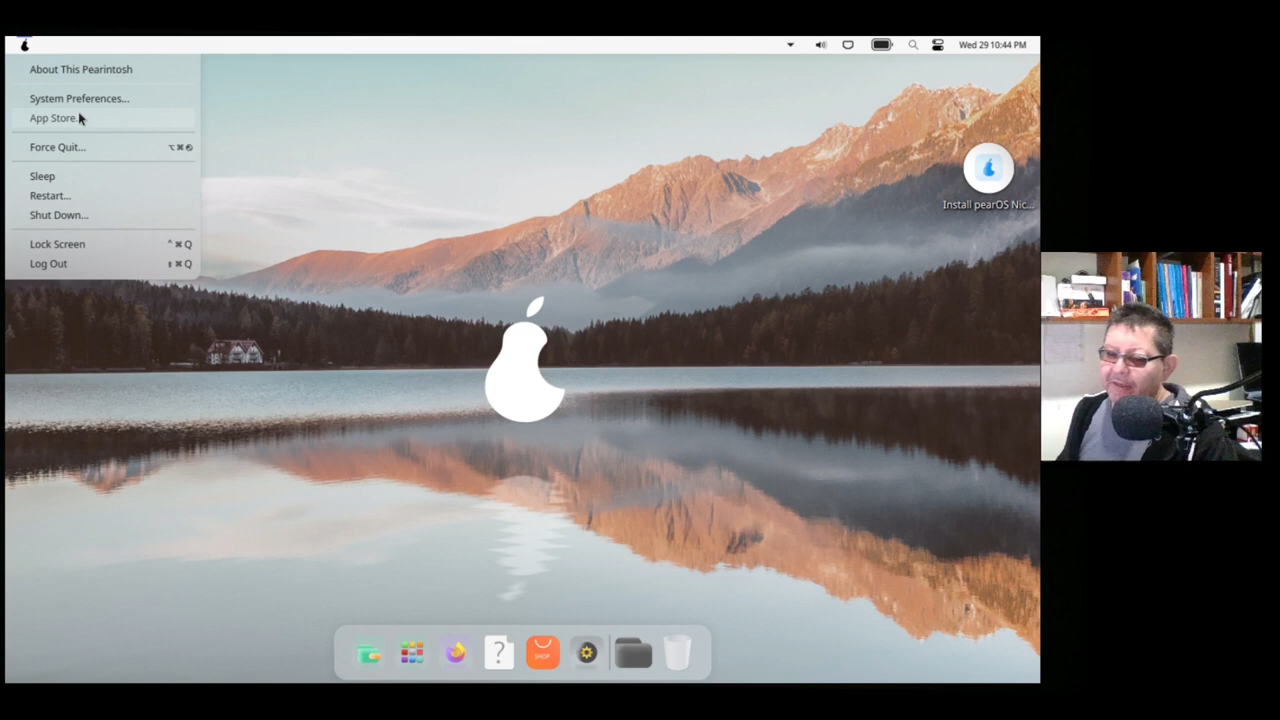 Wed 29 10:44 PM
About This Pearintosh
System Preferences...
App Store...
Force Quit...
Sleep
Restart...
Shut Down...
Lock Screen ^ ⌘ Q
Log Out ⇧ ⌘ Q
Install pearOS Nic...
?
SHOP